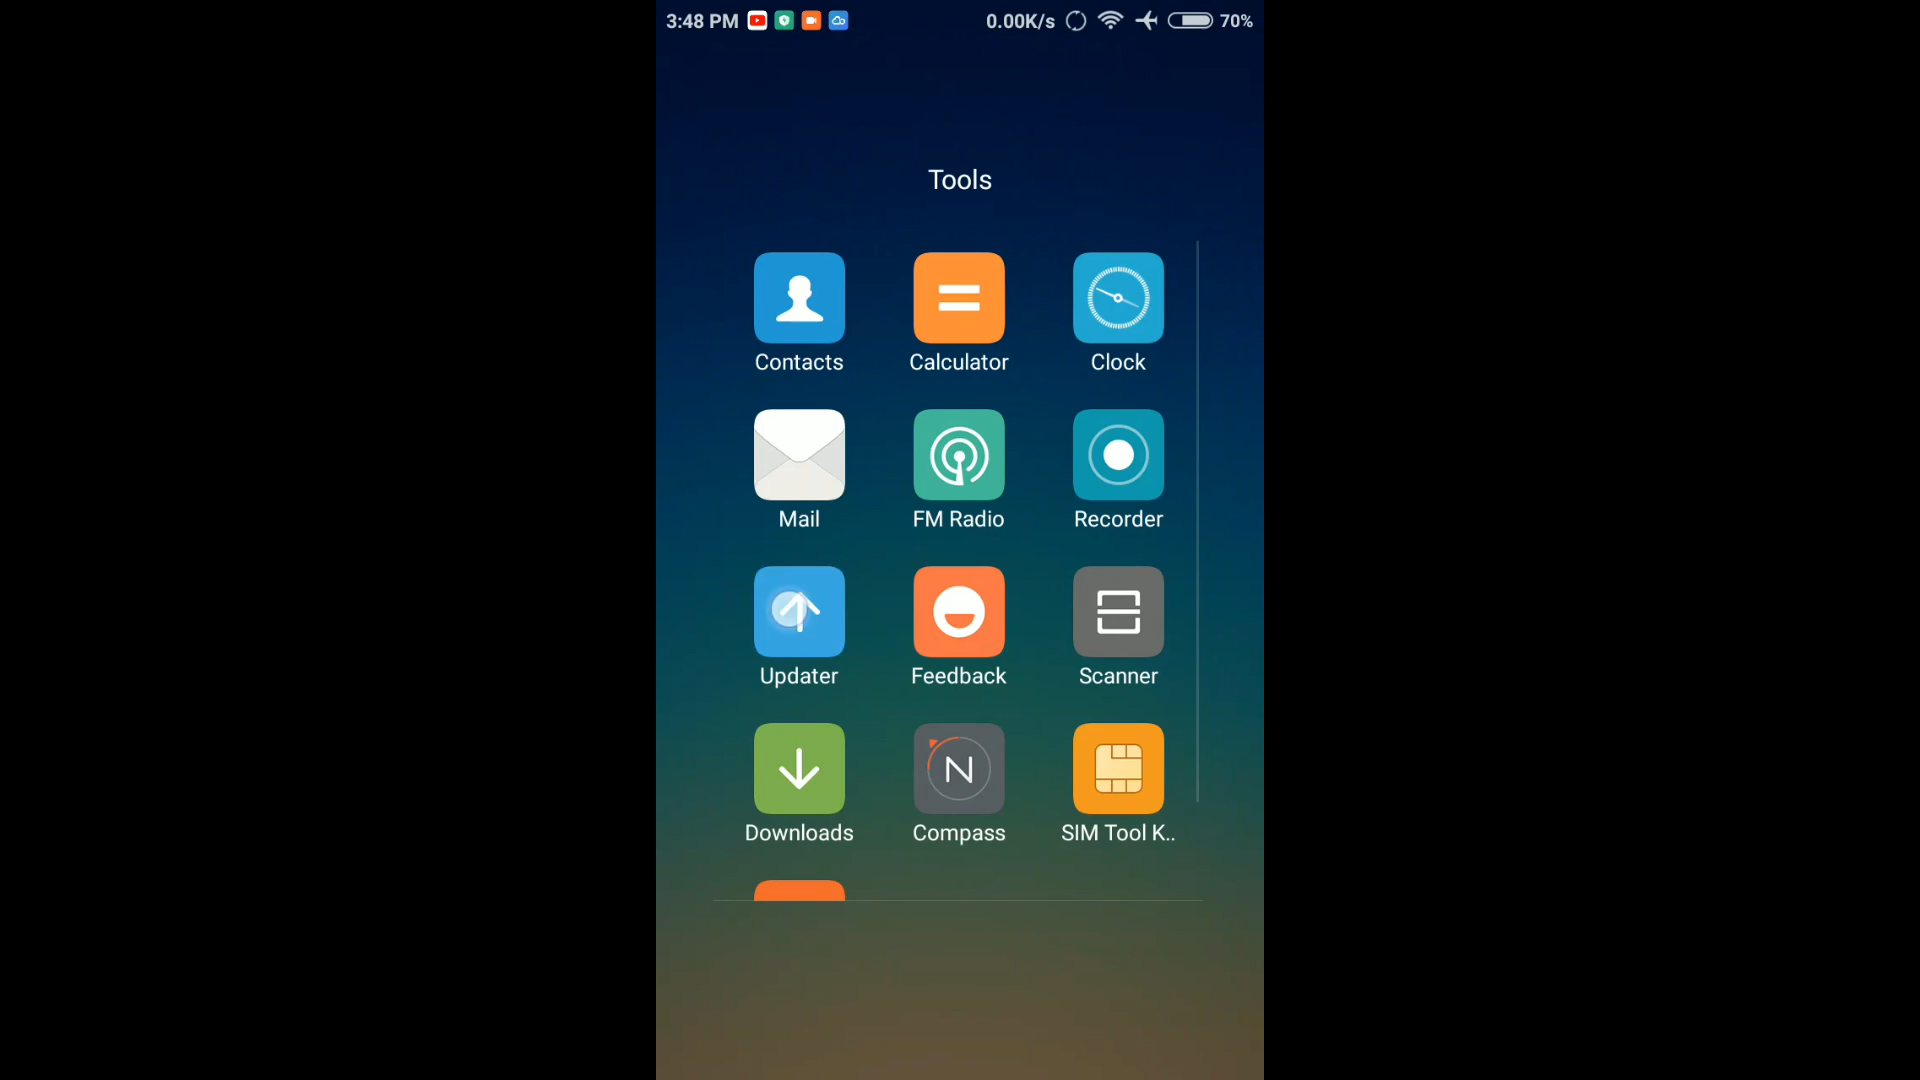 3:48 PM 0.00K/s 70%
Tools
Contacts Calculator Clock
Mail FM Radio Recorder
Updater Feedback Scanner
N
Downloads Compass SIM Tool K..